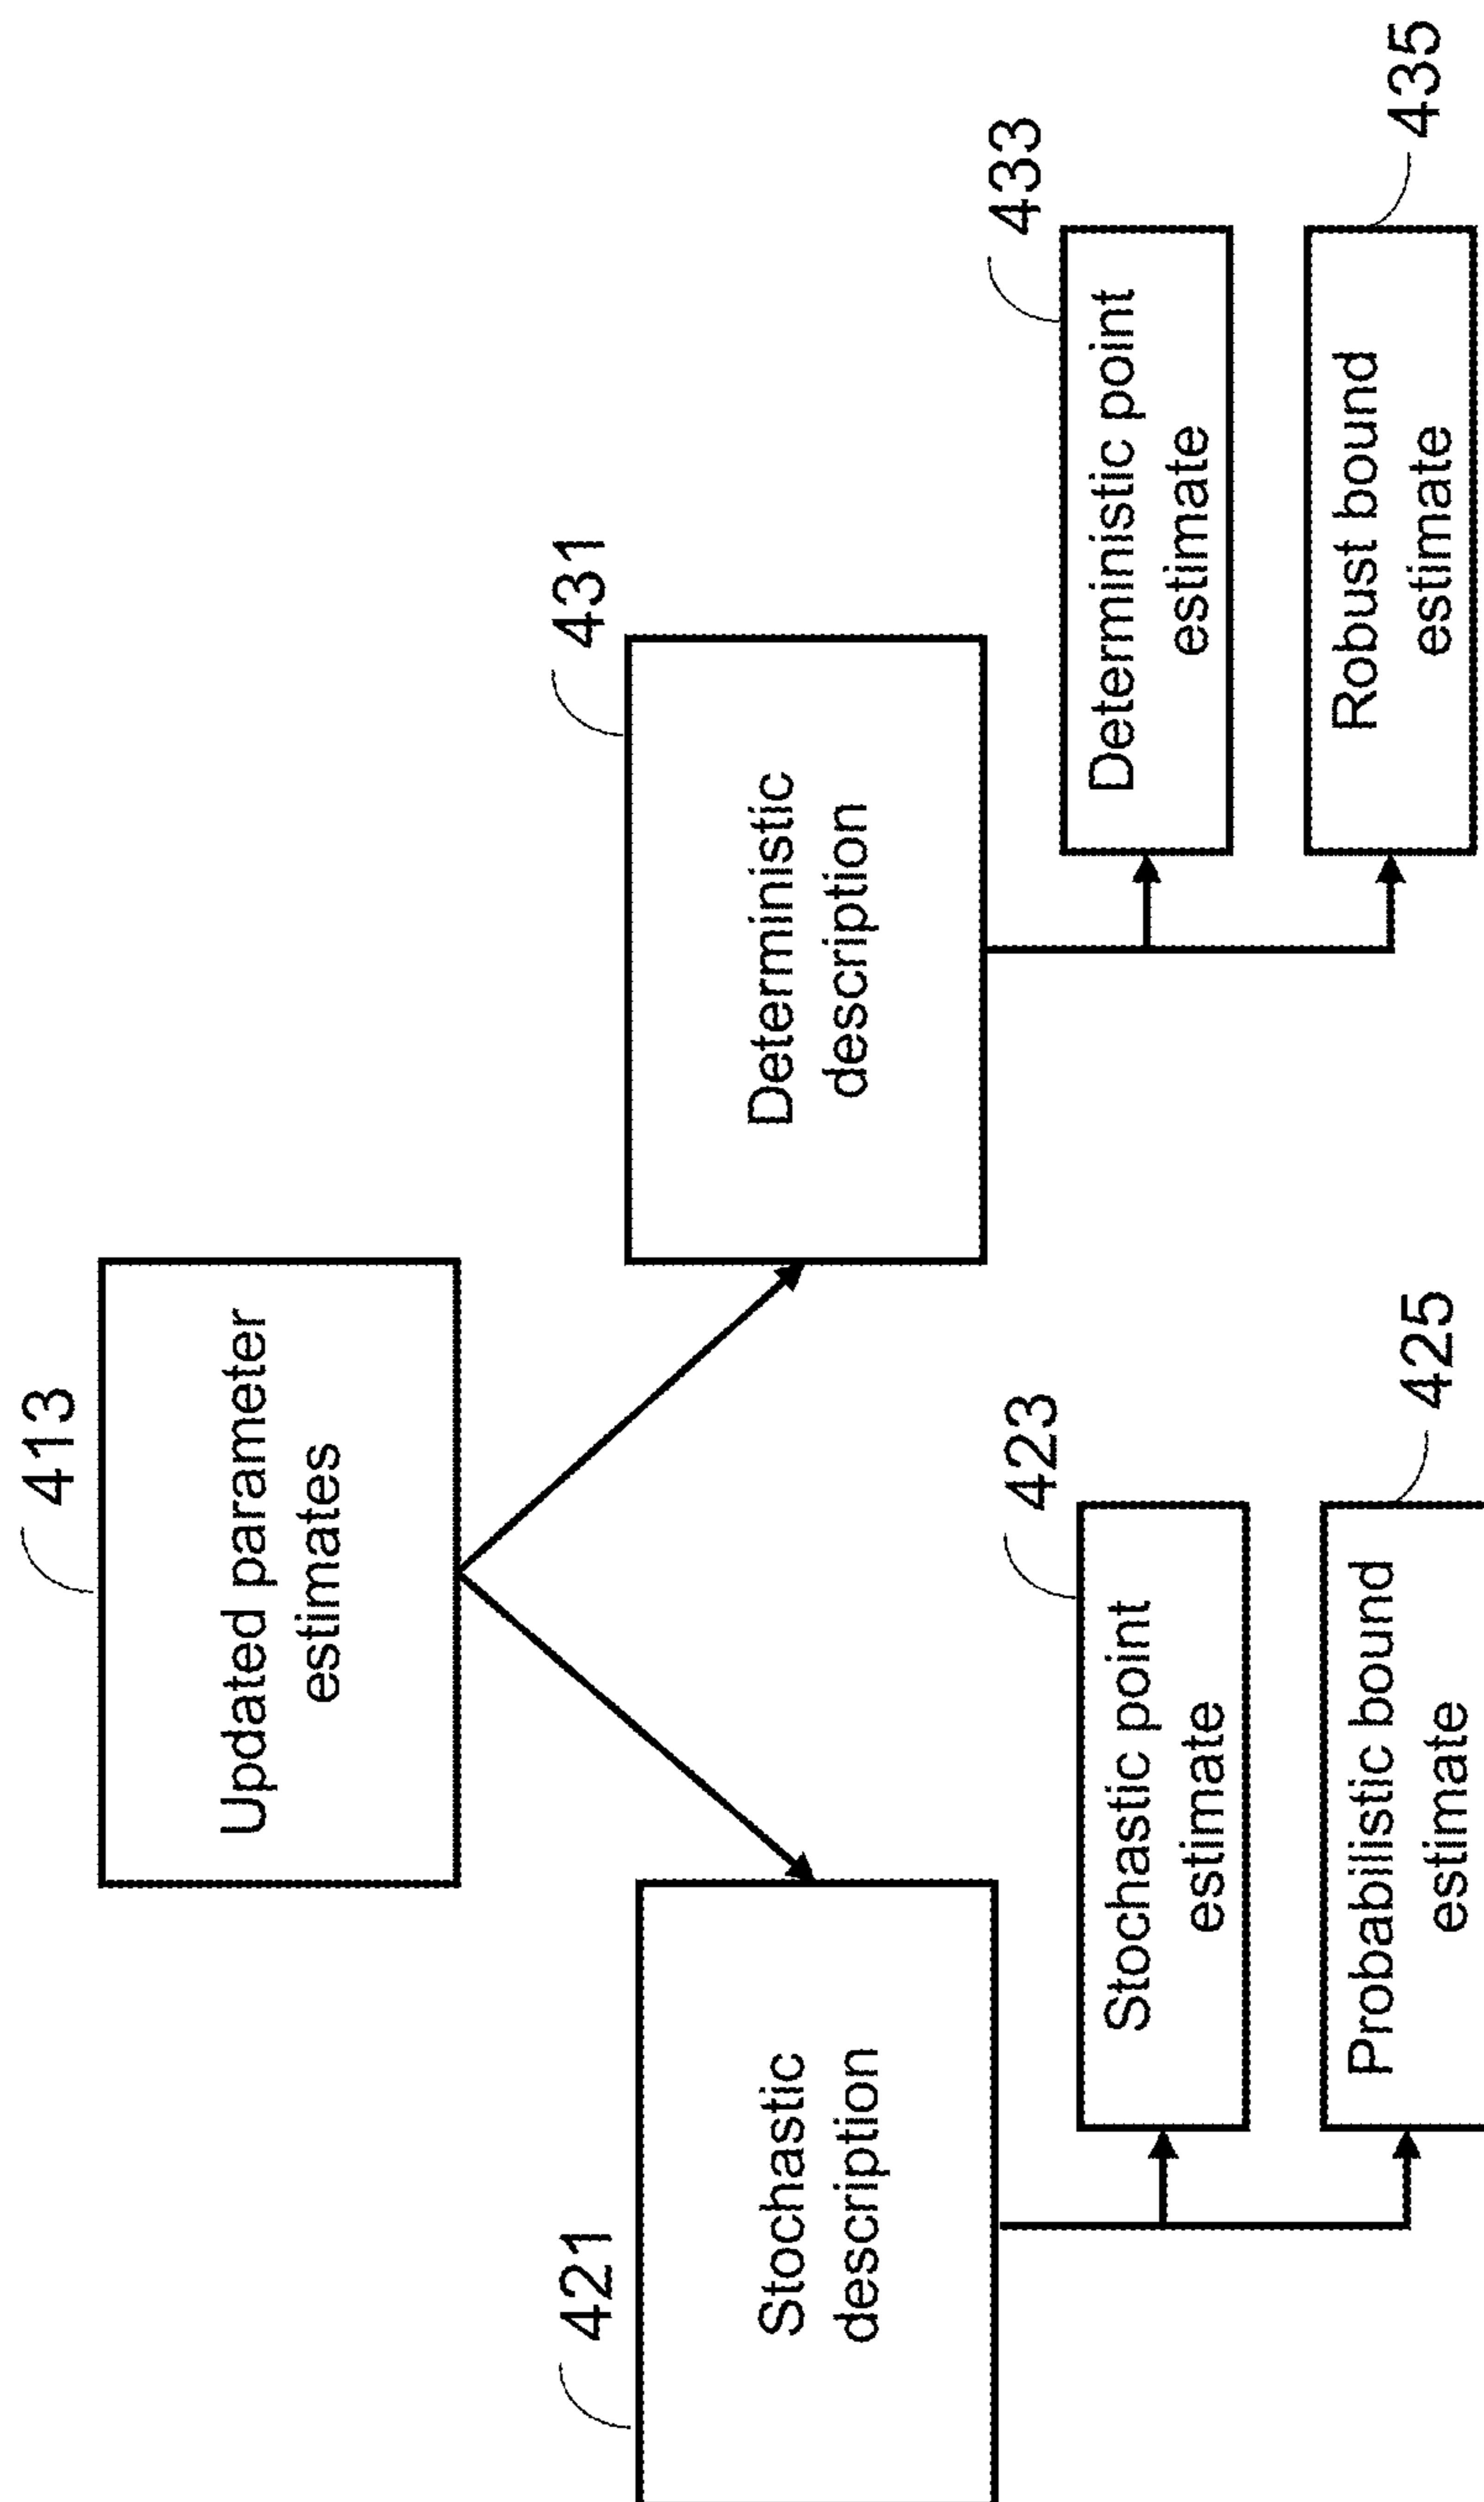 413
Updated parameter
estimates
421
Stochastic
description
431
Deterministic
description
423
Stochastic point
estimate
425
Probabilistic bound
estimate
433
Deterministic point
estimate
435
Robust bound
estimate